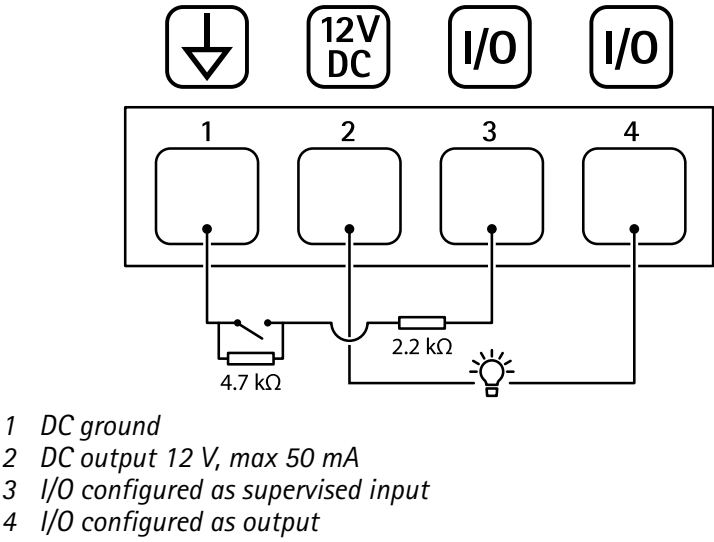 12V
DC
I/O
I/O
1
2
3
4
2.2 kΩ
4.7 kΩ
1 DC ground
2 DC output 12 V, max 50 mA
3 I/O configured as supervised input
4 I/O configured as output